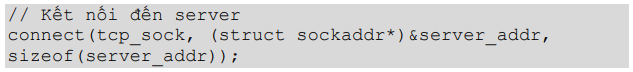 // Kết nối đến server
connect(tcp_sock, (struct sockaddr*)&server_addr,
sizeof(server_addr));